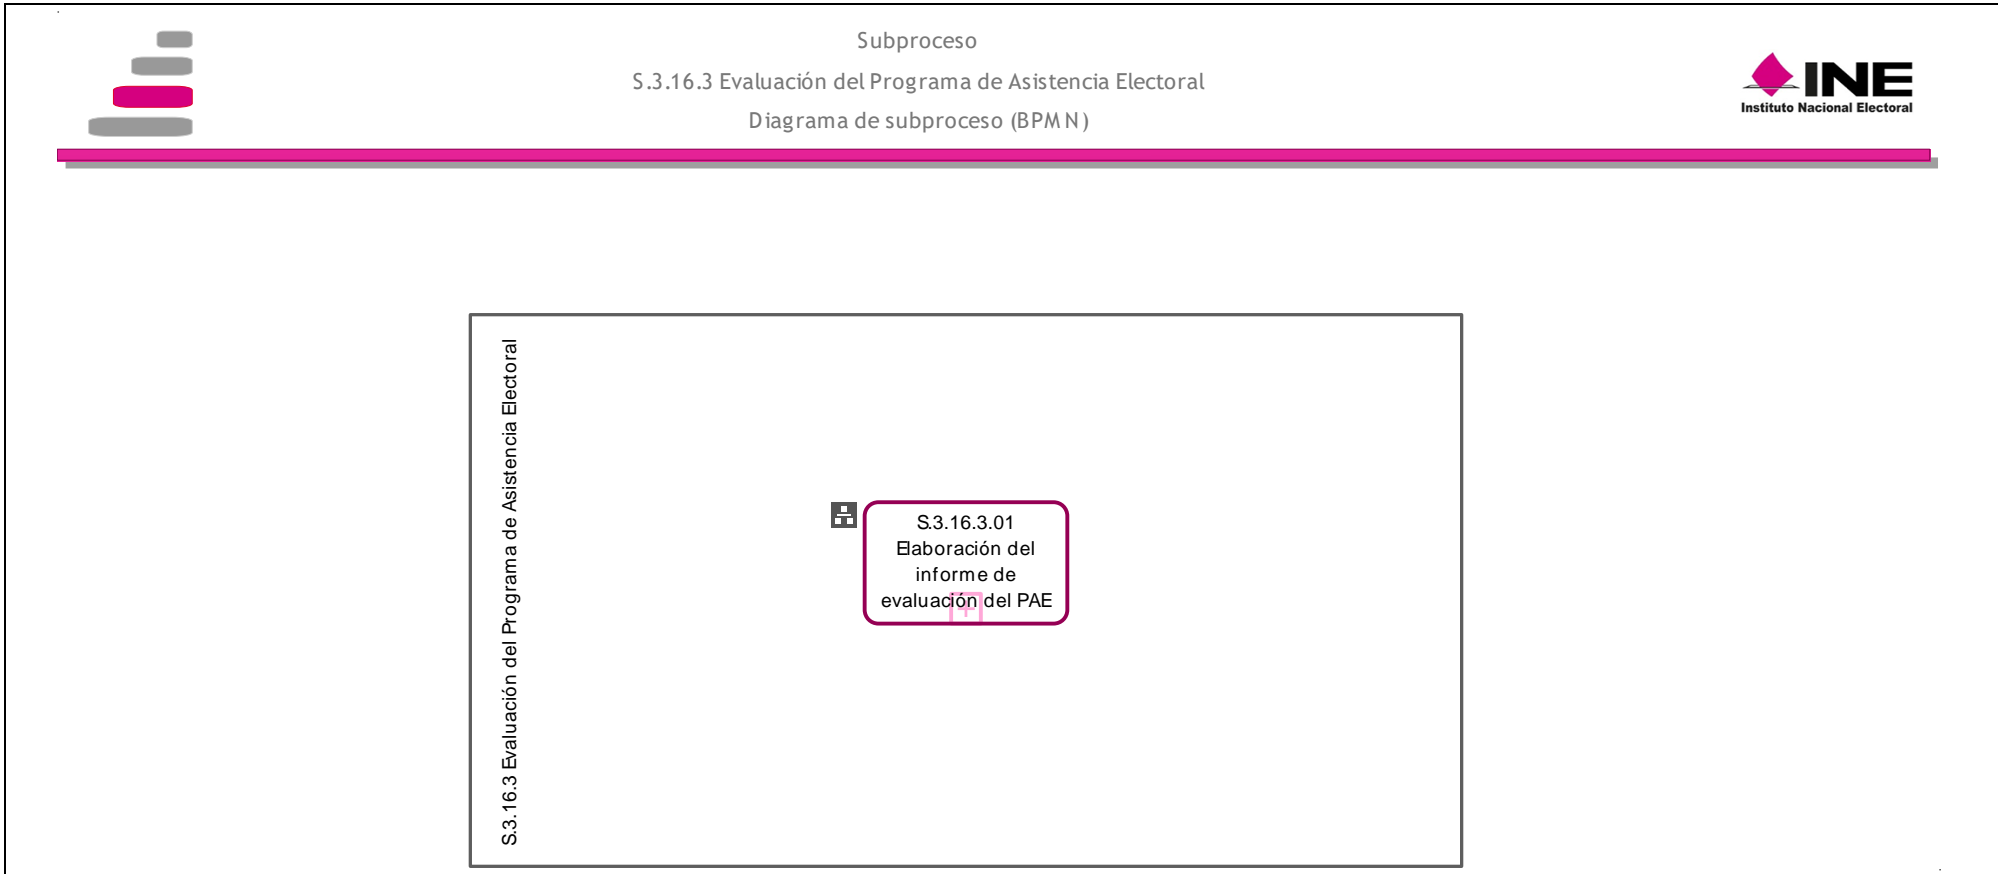 Subproceso
S.3.16.3 Evaluación del Programa de Asistencia Electoral
Diagrama de subproceso (BPMN)
INE
Instituto Nacional Electoral
S.3.16.3 Evaluación del Programa de Asistencia Electoral
S.3.16.3.01
Elaboración del
informe de
evaluación del PAE